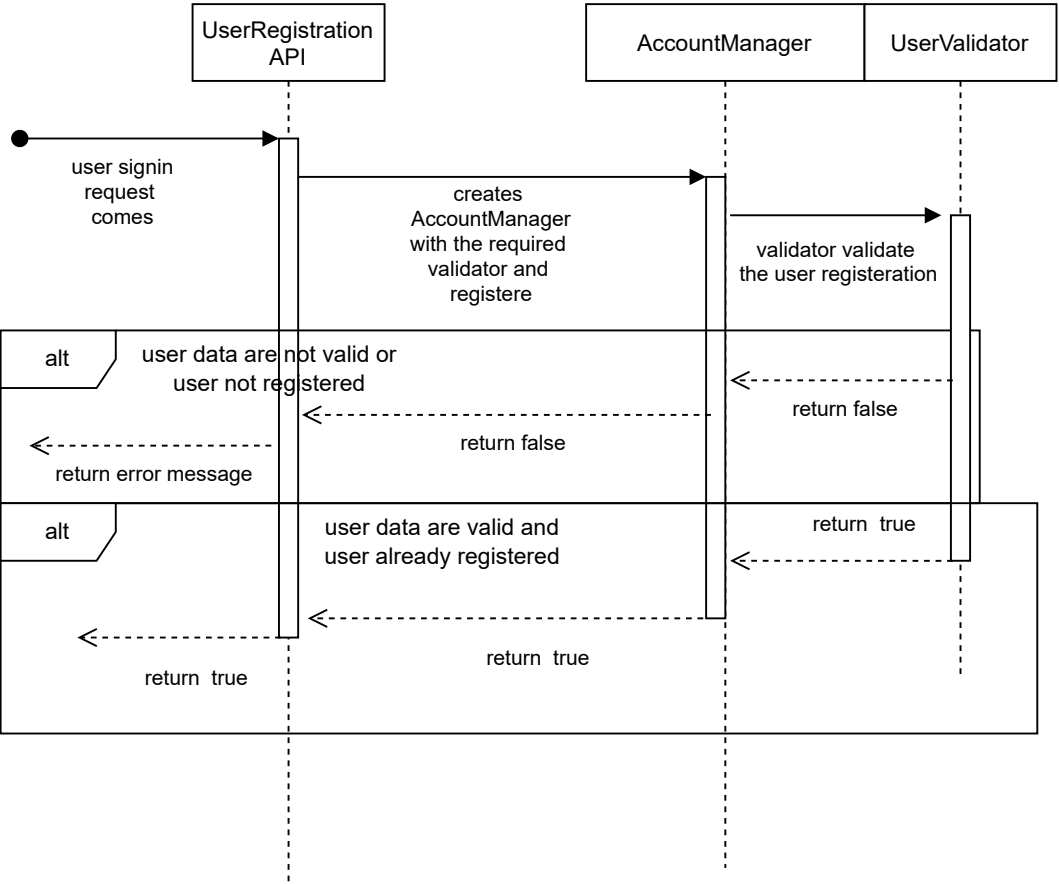 UserRegistration
API
AccountManager
UserValidator
user signin
request
comes
creates
AccountManager
with the required
validator and
registere
validator validate
the user registeration
alt
user data are not valid or
user not registered
return false
return false
return error message
alt
user data are valid and
user already registered
return  true
return  true
return  true